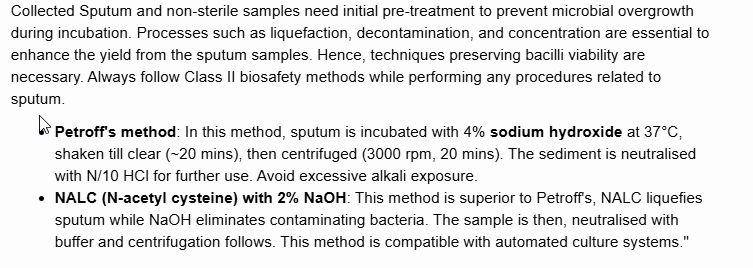 Collected Sputum and non-sterile samples need initial pre-treatment to prevent microbial overgrowth
during incubation. Processes such as liquefaction, decontamination, and concentration are essential to
enhance the yield from the sputum samples. Hence, techniques preserving bacilli viability are
necessary. Always follow Class II biosafety methods while performing any procedures related to
sputum.
Petroff's method: In this method, sputum is incubated with 4% sodium hydroxide at 37°C,
shaken till clear (~20 mins), then centrifuged (3000 rpm, 20 mins). The sediment is neutralised
with N/10 HCl for further use. Avoid excessive alkali exposure.
• NALC (N-acetyl cysteine) with 2% NaOH: This method is superior to Petroff's, NALC liquefies
sputum while NaOH eliminates contaminating bacteria. The sample is then, neutralised with
buffer and centrifugation follows. This method is compatible with automated culture systems."